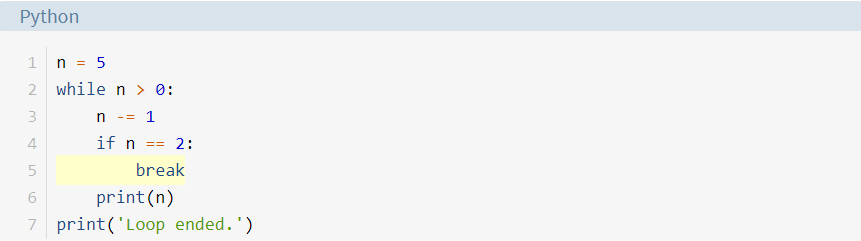 Python
1 n = 5
2 while n > 0:
3     n -= 1
4     if n == 2:
5         break
6     print(n)
7 print('Loop ended.')